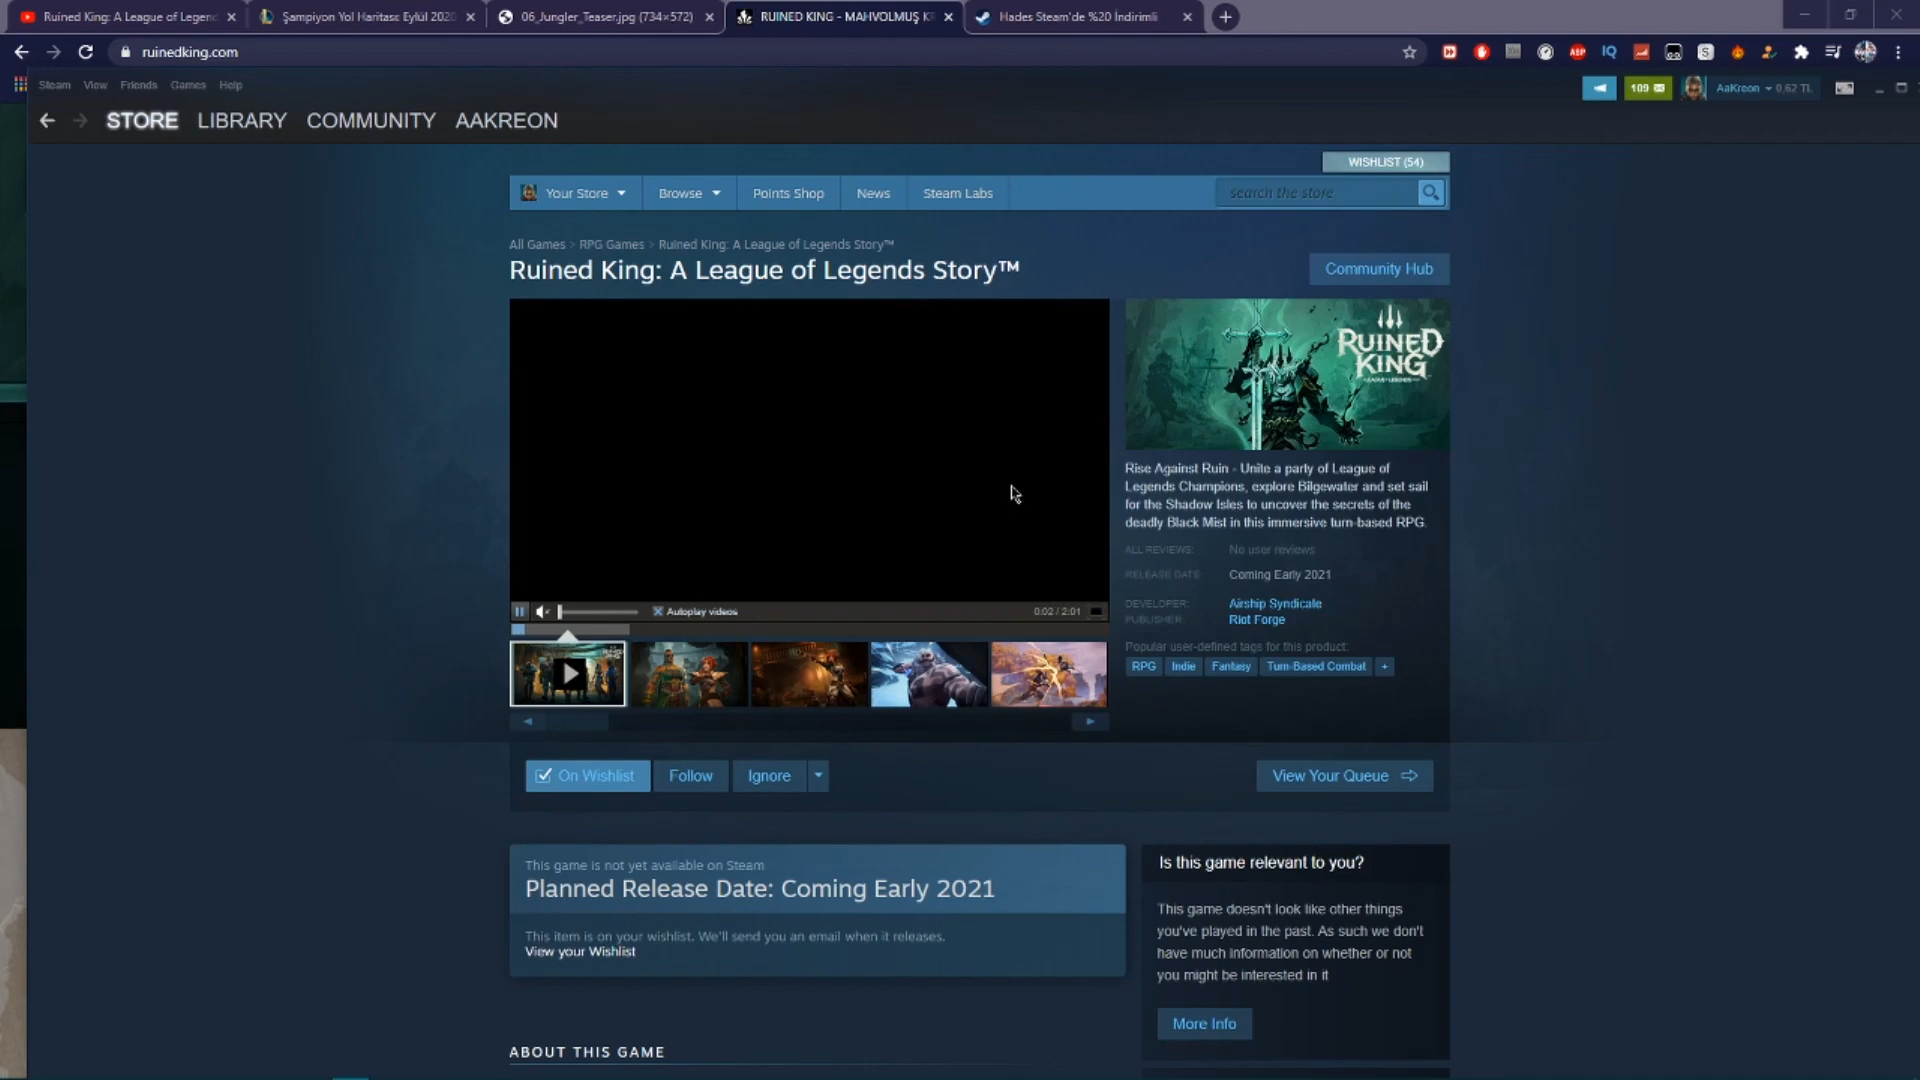 Ruined King: A League of Legen
Şampiyon Yol Haritası: Eylül 2020
06_Jungler_Teaser.jpg (734×572)
RUINED KING - MAHVOLMUŞ K
Hades Steam'de %20 İndirimli
ruinedking.com
ABP
IQ
Steam View Friends Games Help
109
AaKreon 0,62 TL
STORE LIBRARY COMMUNITY AAKREON
WISHLIST (54)
Your Store Browse Points Shop News Steam Labs
search the store
All Games > RPG Games > Ruined King: A League of Legends Story™
Ruined King: A League of Legends Story™
Community Hub
RUINED
KING
Rise Against Ruin - Unite a party of League of
Legends Champions, explore Bilgewater and set sail
for the Shadow Isles to uncover the secrets of the
deadly Black Mist in this immersive turn-based RPG.
ALL REVIEWS: No user reviews
RELEASE DATE: Coming Early 2021
DEVELOPER: Airship Syndicate
PUBLISHER: Riot Forge
Popular user-defined tags for this product:
RPG Indie Fantasy Turn-Based Combat +
Autoplay videos
0:02 / 2:01
On Wishlist Follow Ignore
View Your Queue
This game is not yet available on Steam
Planned Release Date: Coming Early 2021
This item is on your wishlist. We'll send you an email when it releases.
View your Wishlist
Is this game relevant to you?
This game doesn't look like other things
you've played in the past. As such we don't
have much information on whether or not
you might be interested in it
More Info
ABOUT THIS GAME